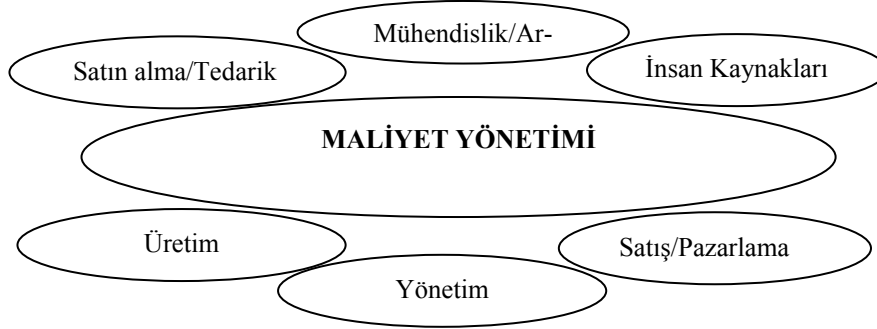 Mühendislik/Ar-
Satın alma/Tedarik
İnsan Kaynakları
MALİYET YÖNETİMİ
Üretim
Satış/Pazarlama
Yönetim